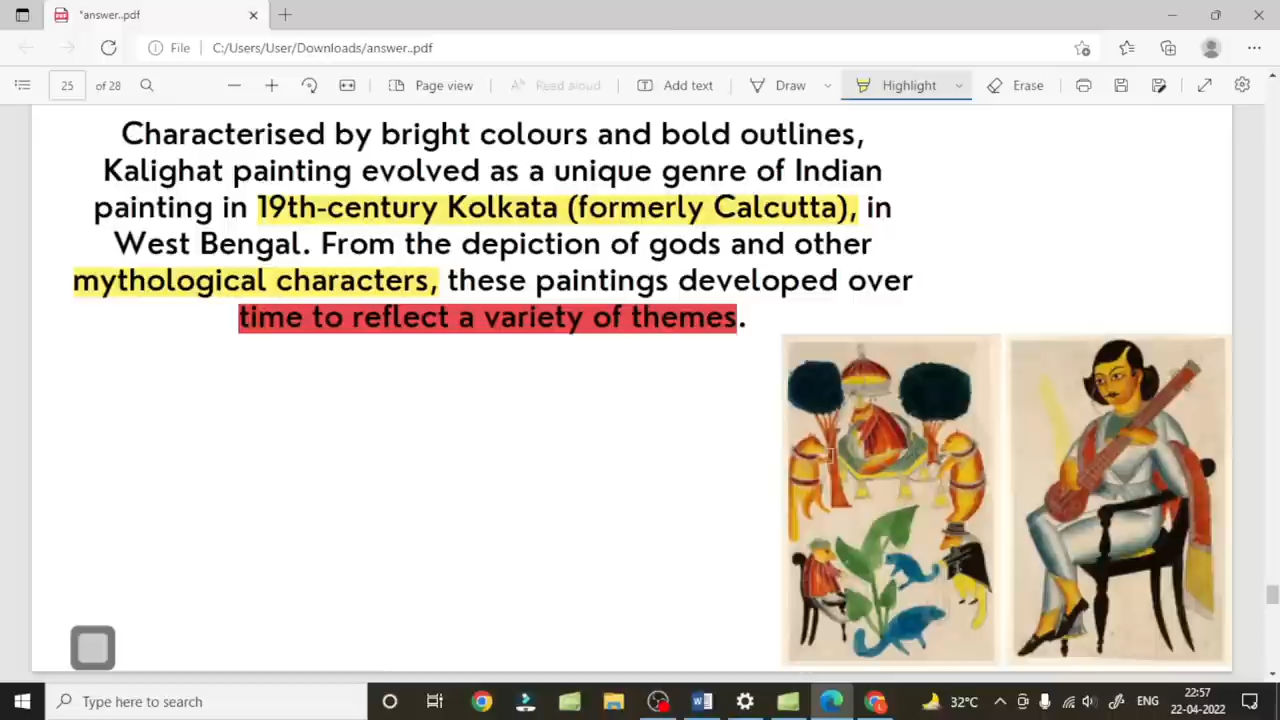 *answer..pdf
File
C:/Users/User/Downloads/answer..pdf
25 of 28
Page view
Read aloud
Add text
Draw
Highlight
Erase
Characterised by bright colours and bold outlines,
Kalighat painting evolved as a unique genre of Indian
painting in 19th-century Kolkata (formerly Calcutta), in
West Bengal. From the depiction of gods and other
mythological characters, these paintings developed over
time to reflect a variety of themes.
Type here to search
32°C
ENG
22:57
22-04-2022